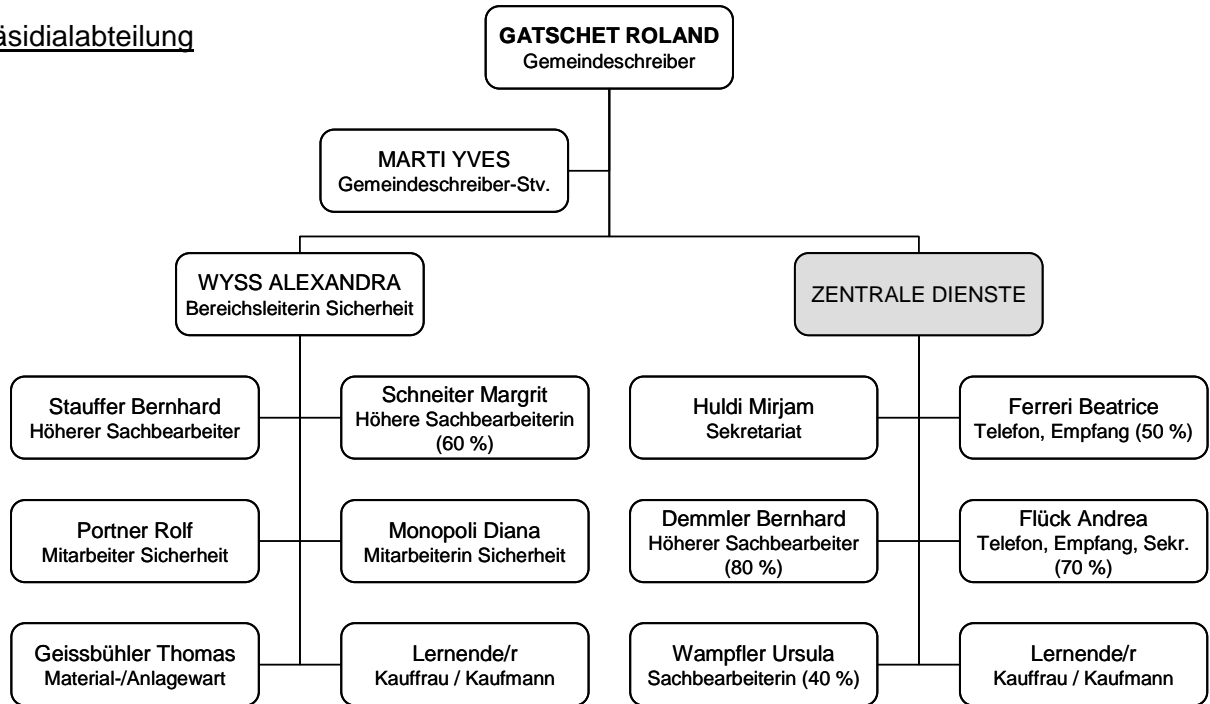 äsidialabteilung
GATSCHET ROLAND
Gemeindeschreiber
MARTI YVES
Gemeindeschreiber-Stv.
WYSS ALEXANDRA
Bereichsleiterin Sicherheit
ZENTRALE DIENSTE
Stauffer Bernhard
Höherer Sachbearbeiter
Schneiter Margrit
Höhere Sachbearbeiterin
(60 %)
Huldi Mirjam
Sekretariat
Ferreri Beatrice
Telefon, Empfang (50 %)
Portner Rolf
Mitarbeiter Sicherheit
Monopoli Diana
Mitarbeiterin Sicherheit
Demmler Bernhard
Höherer Sachbearbeiter
(80 %)
Flück Andrea
Telefon, Empfang, Sekr.
(70 %)
Geissbühler Thomas
Material-/Anlagewart
Lernende/r
Kauffrau / Kaufmann
Wampfler Ursula
Sachbearbeiterin (40 %)
Lernende/r
Kauffrau / Kaufmann